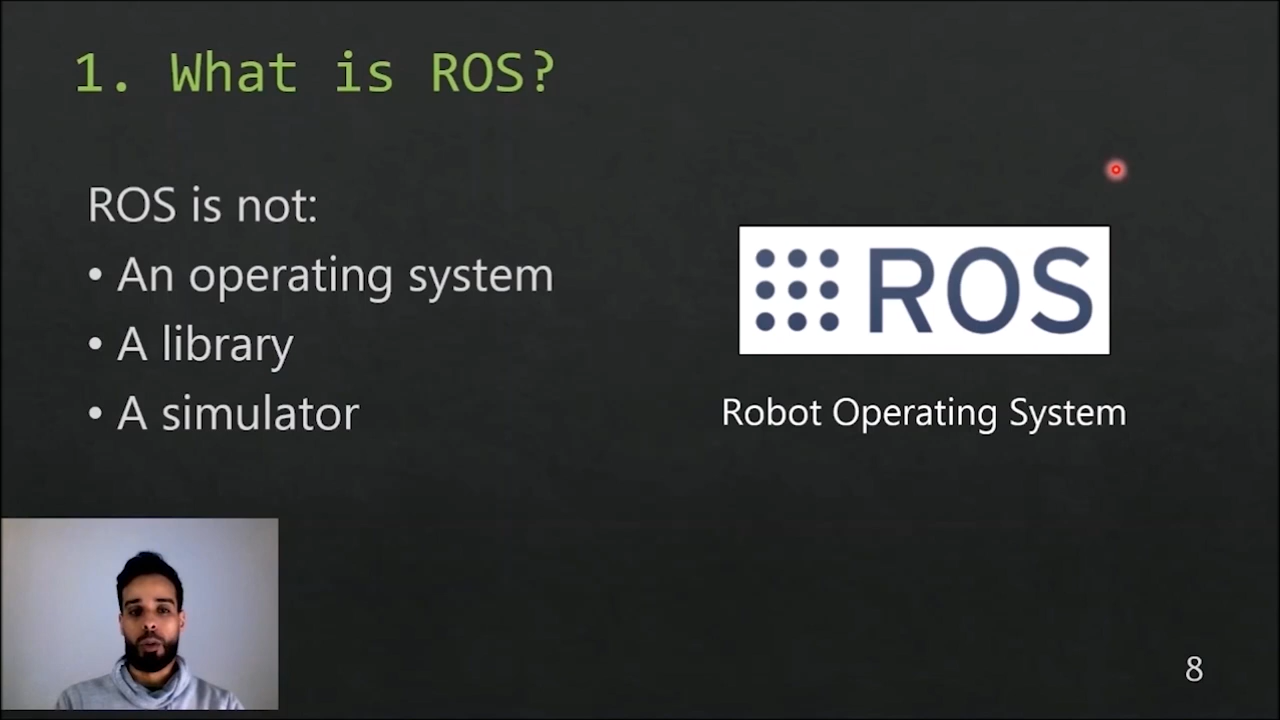 1. What is ROS?
ROS is not:
• An operating system
• A library
• A simulator
ROS
Robot Operating System
8